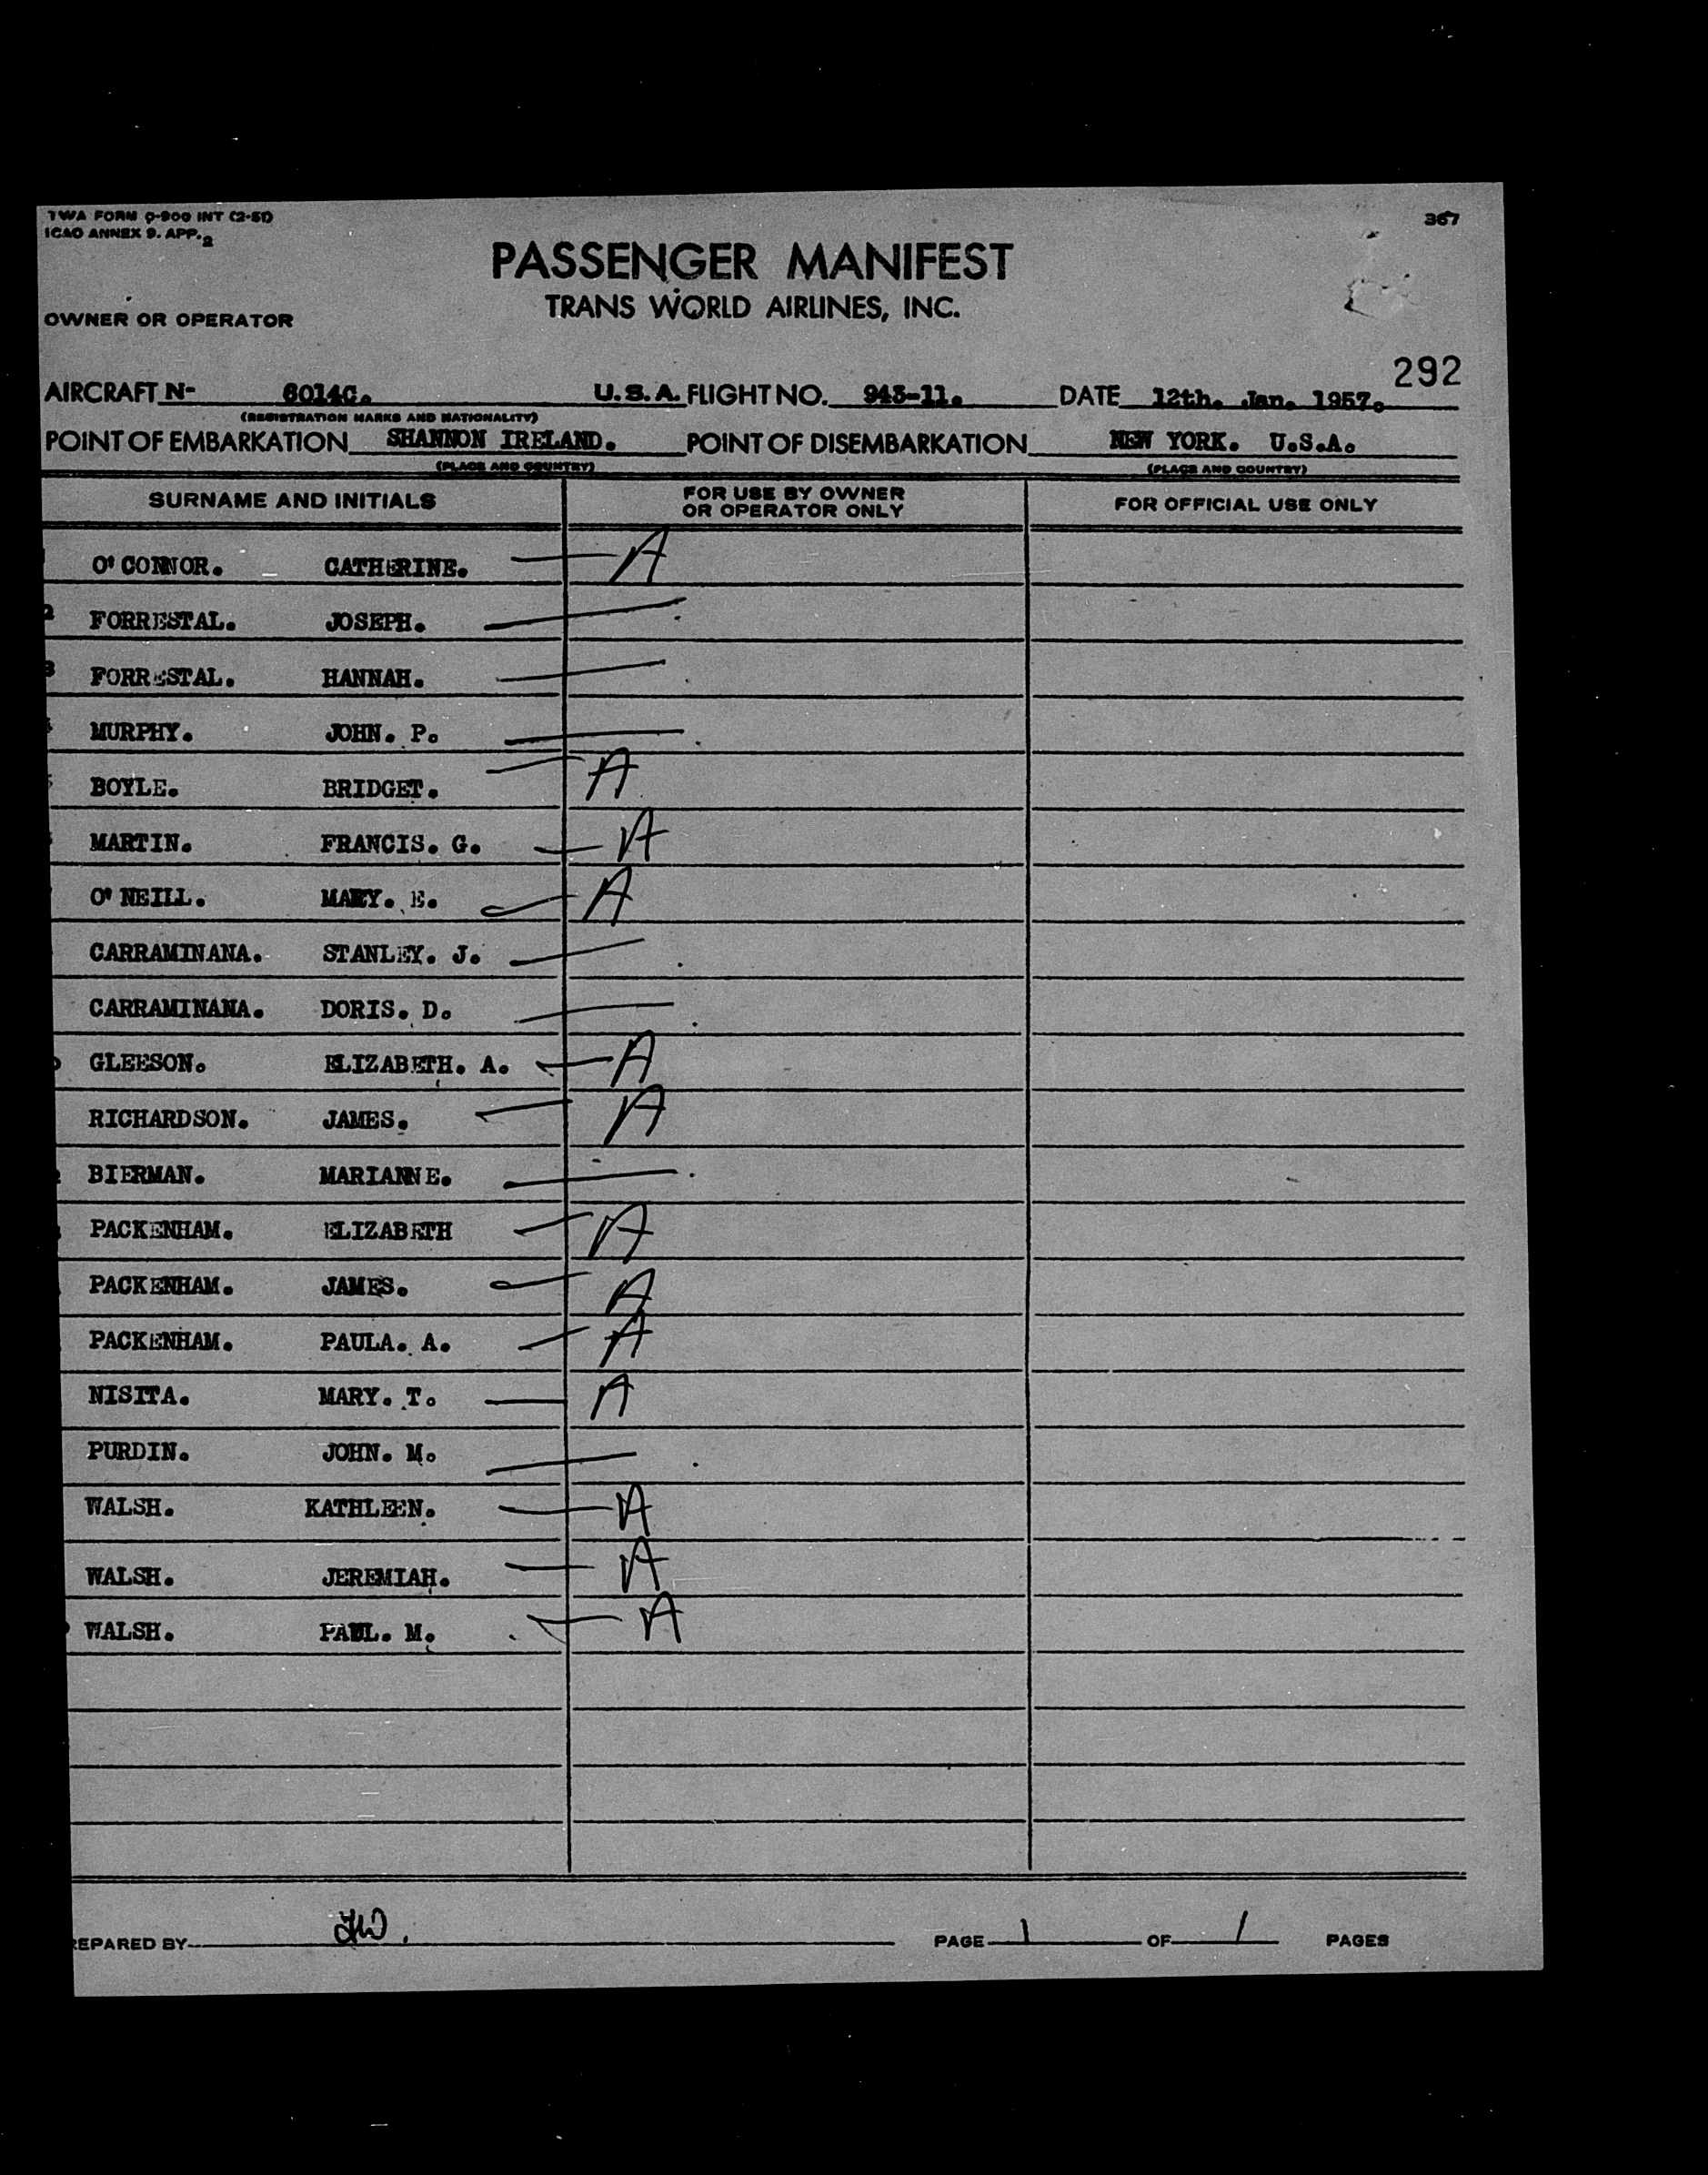 TWA FORM O-900 INT (2-51)
367
ICAO ANNEX 9. APP. 2
PASSENGER MANIFEST
TRANS WORLD AIRLINES, INC.
OWNER OR OPERATOR
292
AIRCRAFT N- 6014C. U.S.A. FLIGHT NO. 945-11. DATE 12th. Jan. 1957.
(REGISTRATION MARKS AND NATIONALITY)
POINT OF EMBARKATION SHANNON IRELAND. POINT OF DISEMBARKATION NEW YORK. U.S.A.
(PLACE AND COUNTRY) (PLACE AND COUNTRY)
SURNAME AND INITIALS FOR USE BY OWNER OR OPERATOR ONLY FOR OFFICIAL USE ONLY
1 O'CONNOR. CATHERINE. A
2 FORRESTAL. JOSEPH.
3 FORRESTAL. HANNAH.
MURPHY. JOHN. P.
BOYLE. BRIDGET. A
MARTIN. FRANCIS. G. A
O'NEILL. MARY. E. A
CARRAMINANA. STANLEY. J.
CARRAMINANA. DORIS. D.
GLEESON. ELIZABETH. A. A
RICHARDSON. JAMES. A
BIERMAN. MARIANNE.
PACKENHAM. ELIZABETH A
PACKENHAM. JAMES. A
PACKENHAM. PAULA. A. A
NISITA. MARY. T. A
PURDIN. JOHN. M.
WALSH. KATHLEEN. A
WALSH. JEREMIAH. A
WALSH. PAUL. M. A
EPARED BY PAGE 1 OF 1 PAGES